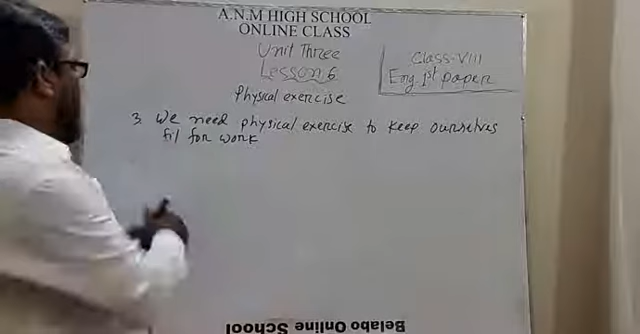 A.N.M HIGH SCHOOL
ONLINE CLASS
Unit Three
Lesson 6
Class-VIII
Eng. 1st paper
Physical exercise
3. We need physical exercise to keep ourselves
fit for work
Belabo Online School